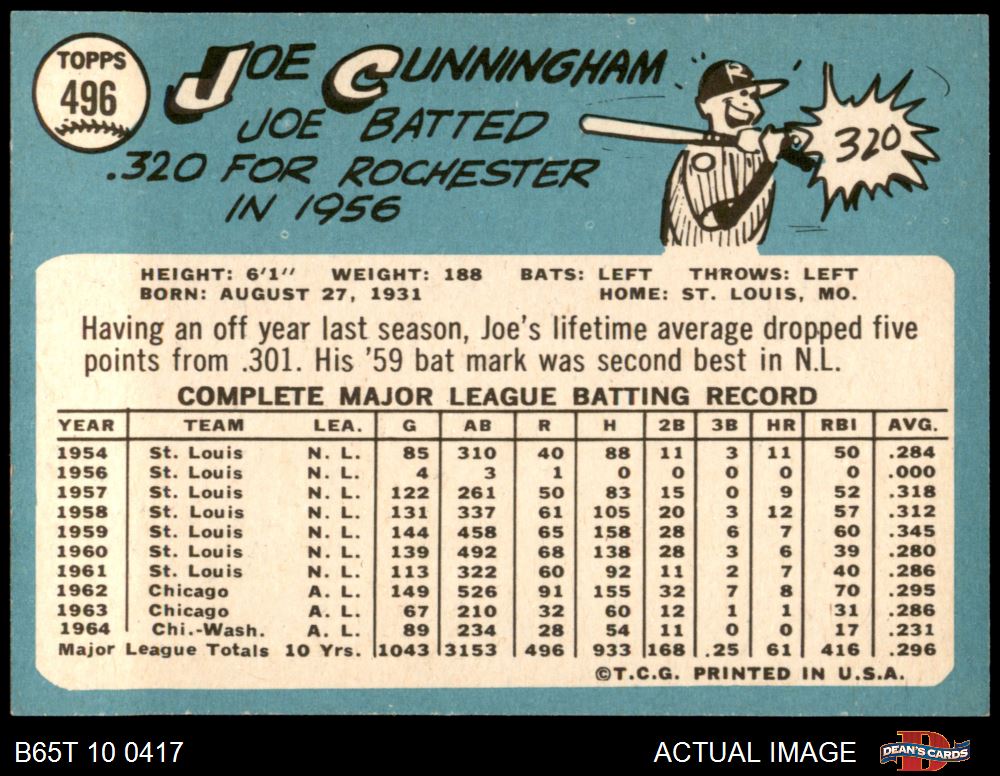 TOPPS
496
JOE CUNNINGHAM
JOE BATTED
.320 FOR ROCHESTER
IN 1956
R
320
HEIGHT: 6'1" WEIGHT: 188 BATS: LEFT THROWS: LEFT
BORN: AUGUST 27, 1931 HOME: ST. LOUIS, MO.
Having an off year last season, Joe's lifetime average dropped five
points from .301. His '59 bat mark was second best in N.L.
COMPLETE MAJOR LEAGUE BATTING RECORD
YEAR TEAM LEA. G AB R H 2B 3B HR RBI AVG.
1954 St. Louis N. L. 85 310 40 88 11 3 11 50 .284
1956 St. Louis N. L. 4 3 1 0 0 0 0 0 .000
1957 St. Louis N. L. 122 261 50 83 15 0 9 52 .318
1958 St. Louis N. L. 131 337 61 105 20 3 12 57 .312
1959 St. Louis N. L. 144 458 65 158 28 6 7 60 .345
1960 St. Louis N. L. 139 492 68 138 28 3 6 39 .280
1961 St. Louis N. L. 113 322 60 92 11 2 7 40 .286
1962 Chicago A. L. 149 526 91 155 32 7 8 70 .295
1963 Chicago A. L. 67 210 32 60 12 1 1 31 .286
1964 Chi.-Wash. A. L. 89 234 28 54 11 0 0 17 .231
Major League Totals 10 Yrs. 1043 3153 496 933 168 .25 61 416 .296
©T.C.G. PRINTED IN U.S.A.
B65T 10 0417 ACTUAL IMAGE D DEAN'S CARDS